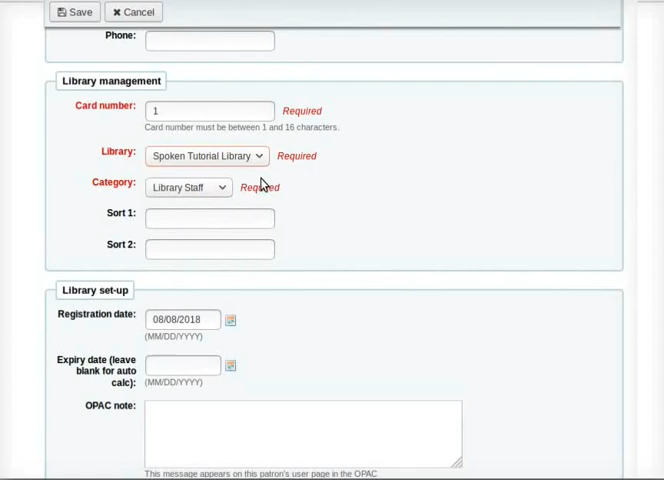 Save Cancel
Phone:
Library management
Card number: 1 Required
Card number must be between 1 and 16 characters.
Library: Spoken Tutorial Library Required
Category: Library Staff Required
Sort 1:
Sort 2:
Library set-up
Registration date: 08/08/2018
(MM/DD/YYYY)
Expiry date (leave
blank for auto
calc):
(MM/DD/YYYY)
OPAC note:
This message appears on this patron's user page in the OPAC